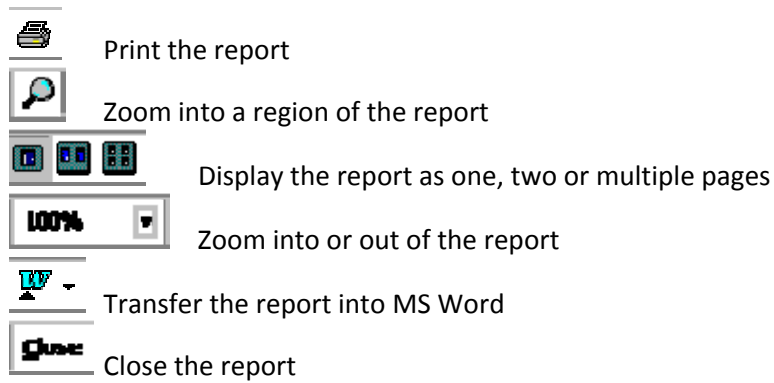 Print the report
Zoom into a region of the report
Display the report as one, two or multiple pages
100% Zoom into or out of the report
W Transfer the report into MS Word
Close Close the report